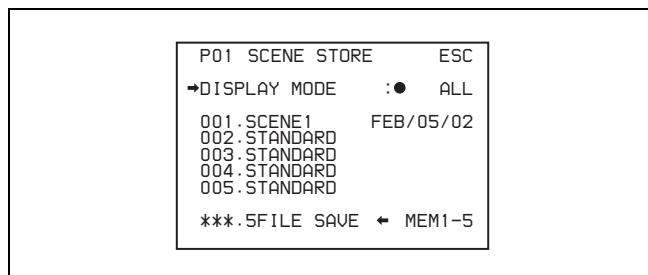 P01 SCENE STORE ESC
➡DISPLAY MODE :● ALL
001.SCENE1 FEB/05/02
002.STANDARD
003.STANDARD
004.STANDARD
005.STANDARD
***.5FILE SAVE ⬅ MEM1-5